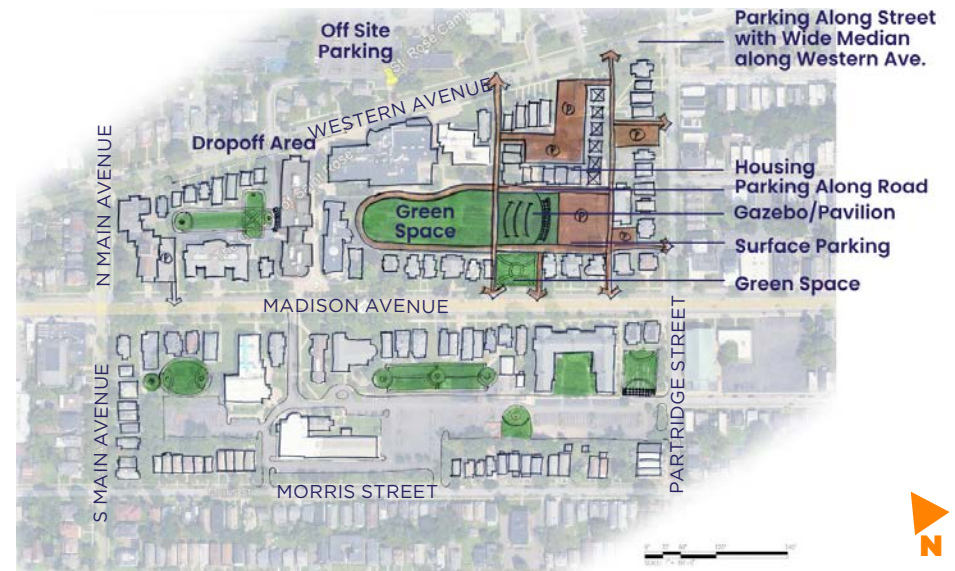 Off Site
Parking
Parking Along Street
with Wide Median
along Western Ave.
WESTERN AVENUE
Dropoff Area
N MAIN AVENUE
P
P
P
Housing
Parking Along Road
Green
Space
P
Gazebo/Pavilion
P
Surface Parking
P
Green Space
MADISON AVENUE
PARTRIDGE STREET
S MAIN AVENUE
MORRIS STREET
N